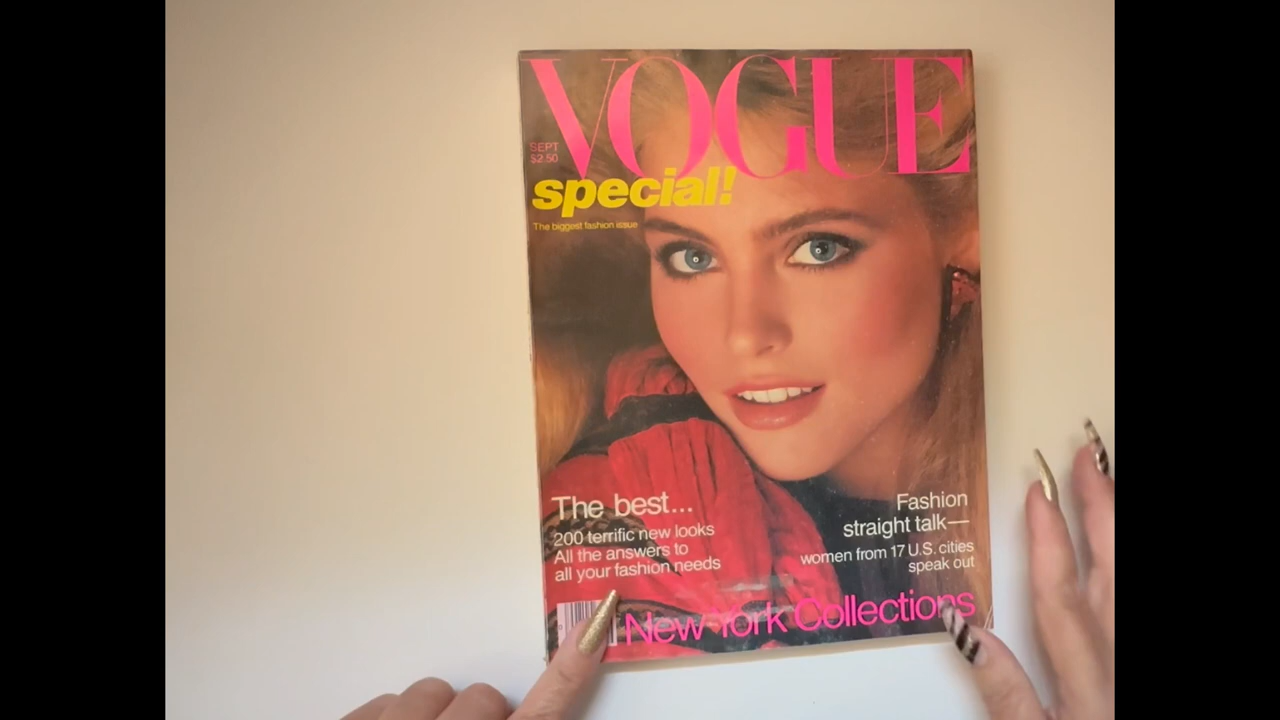 VOGUE
SEPT
$2.50
special!
The biggest fashion issue
The best...
200 terrific new looks
All the answers to
all your fashion needs
Fashion
straight talk—
women from 17 U.S. cities
speak out
New York Collections